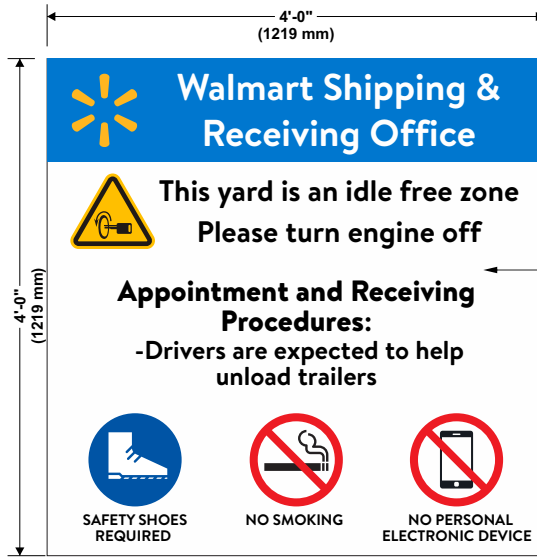 4'-0"
(1219 mm)
4'-0"
(1219 mm)
Walmart Shipping &
Receiving Office
This yard is an idle free zone
Please turn engine off
Appointment and Receiving
Procedures:
-Drivers are expected to help
unload trailers
SAFETY SHOES
REQUIRED
NO SMOKING
NO PERSONAL
ELECTRONIC DEVICE